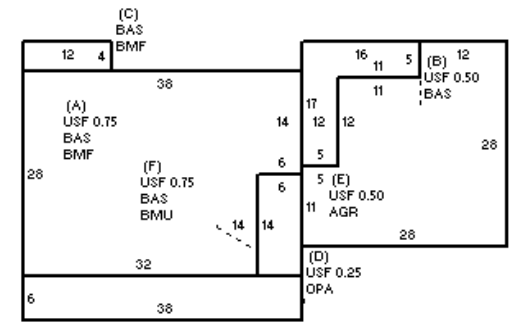 (C)
BAS
BMF
12 4
16 5 12
11
(B)
USF 0.50
BAS
11
38
(A)
USF 0.75
BAS
BMF
17
14 12 12
28
28
(F)
USF 0.75
BAS
BMU
6 5
6 5
(E)
USF 0.50
AGR
11
14 14
28
32
(D)
USF 0.25
OPA
6
38